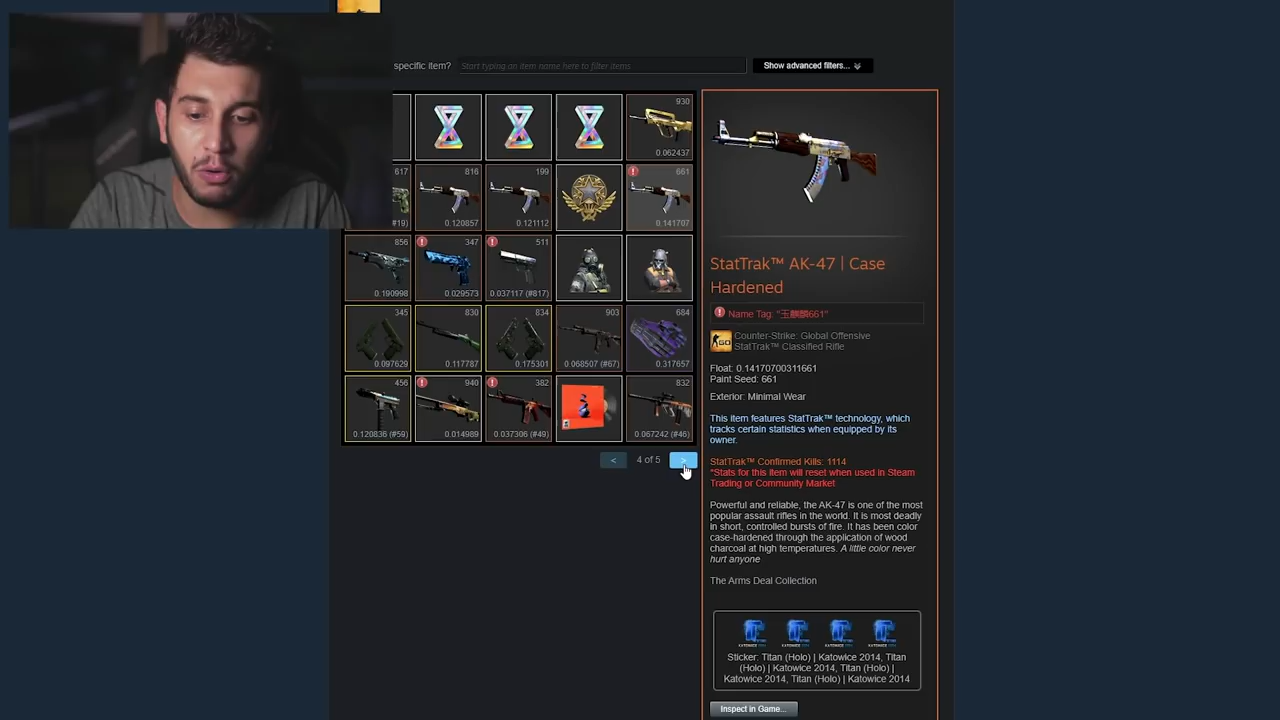 specific item?
Start typing an item name here to filter items
Show advanced filters...
930
0.062437
617
#19)
816
0.120857
199
0.121112
661
0.141707
856
0.190998
347
0.029573
511
0.037117 (#817)
345
0.097629
830
0.117787
834
0.175301
903
0.068507 (#67)
684
0.317657
456
0.120836 (#59)
940
0.014989
382
0.037306 (#49)
832
0.067242 (#46)
<
4 of 5
>
StatTrak™ AK-47 | Case
Hardened
Name Tag: "玉麒麟661"
GO
Counter-Strike: Global Offensive
StatTrak™ Classified Rifle
Float: 0.14170700311661
Paint Seed: 661
Exterior: Minimal Wear
This item features StatTrak™ technology, which
tracks certain statistics when equipped by its
owner.
StatTrak™ Confirmed Kills: 1114
*Stats for this item will reset when used in Steam
Trading or Community Market
Powerful and reliable, the AK-47 is one of the most
popular assault rifles in the world. It is most deadly
in short, controlled bursts of fire. It has been color
case-hardened through the application of wood
charcoal at high temperatures. A little color never
hurt anyone
The Arms Deal Collection
Sticker: Titan (Holo) | Katowice 2014, Titan
(Holo) | Katowice 2014, Titan (Holo) |
Katowice 2014, Titan (Holo) | Katowice 2014
Inspect in Game...